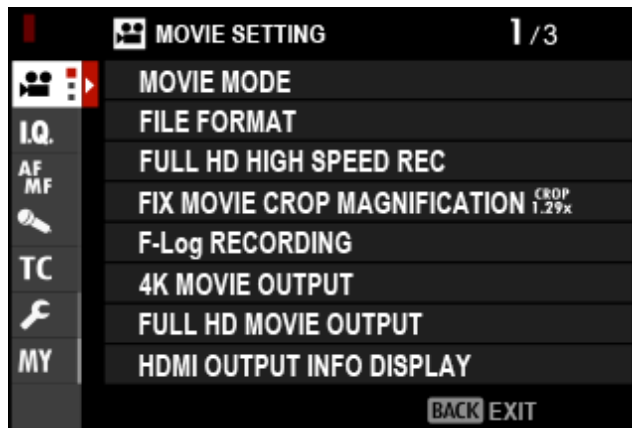 MOVIE SETTING 1/3
MOVIE MODE
I.Q.
FILE FORMAT
FULL HD HIGH SPEED REC
AF
MF
FIX MOVIE CROP MAGNIFICATION CROP 1.29x
F-Log RECORDING
TC
4K MOVIE OUTPUT
FULL HD MOVIE OUTPUT
MY
HDMI OUTPUT INFO DISPLAY
BACK EXIT